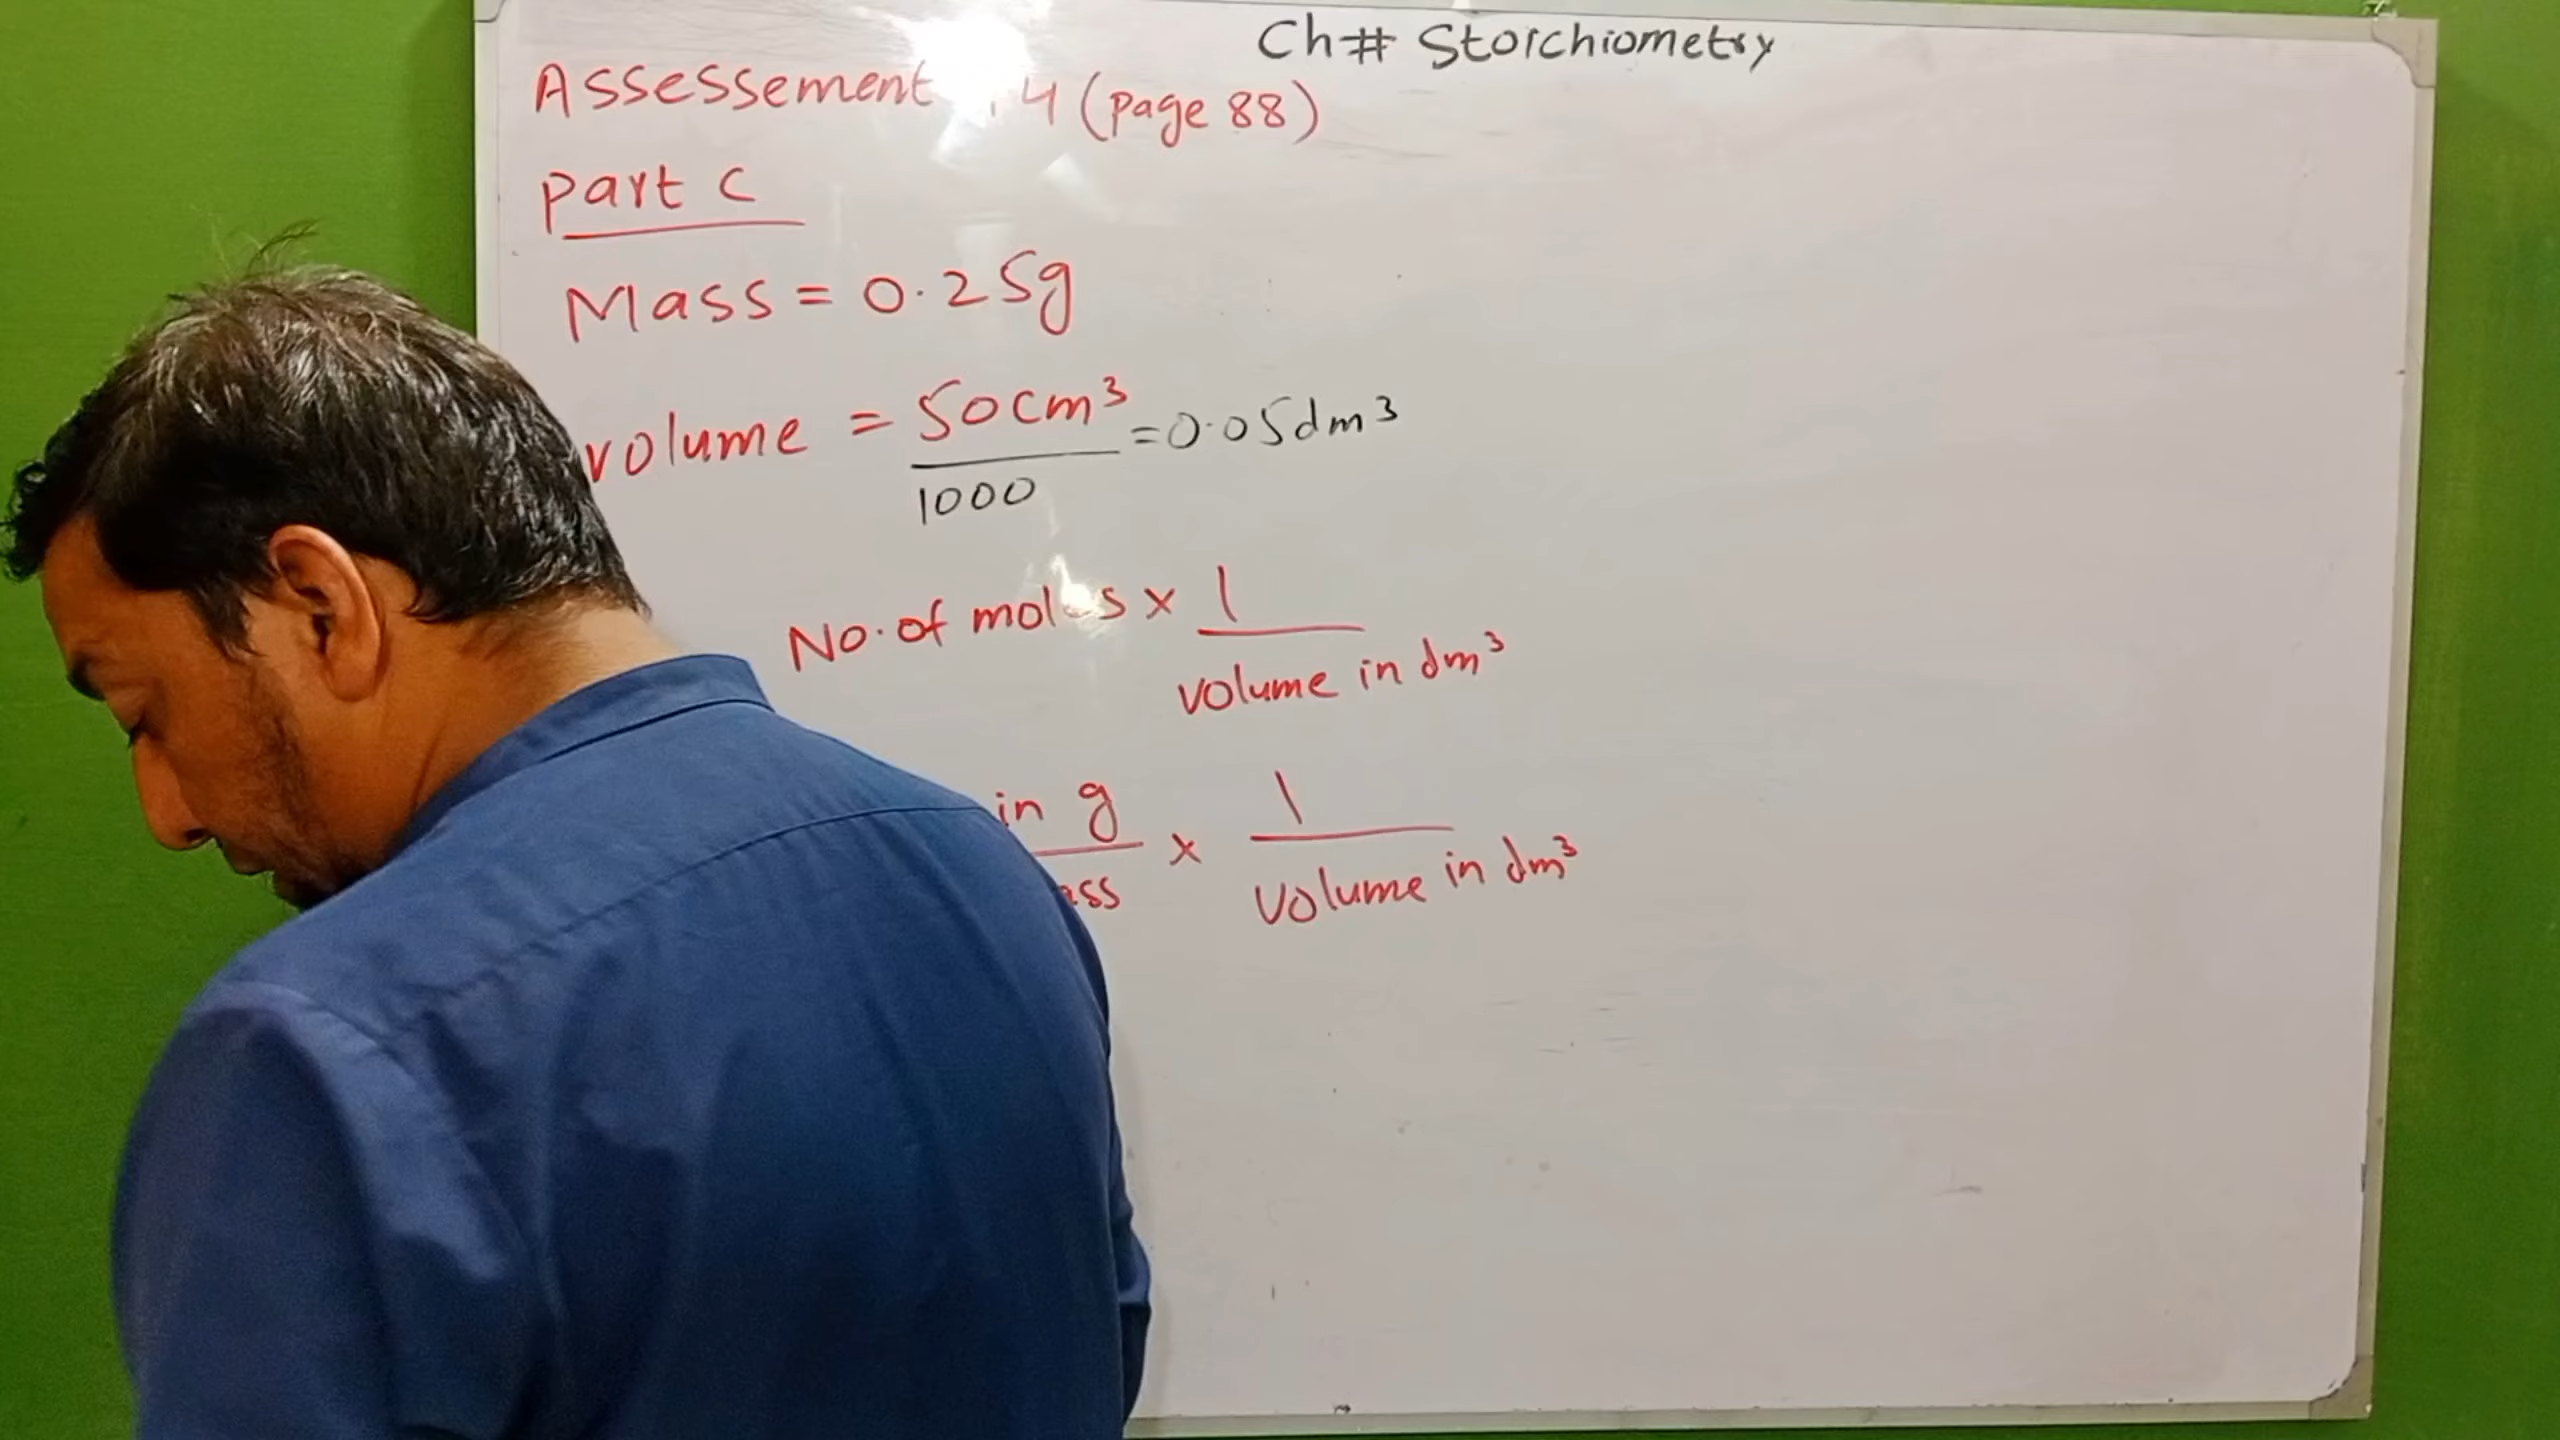 Ch# Stoichiometry
Assessement .4 (page 88)
part c
Mass = 0.25g
volume = 50cm³/1000 = 0.05dm³
No. of moles × 1/volume in dm³
in g/ass × 1/volume in dm³